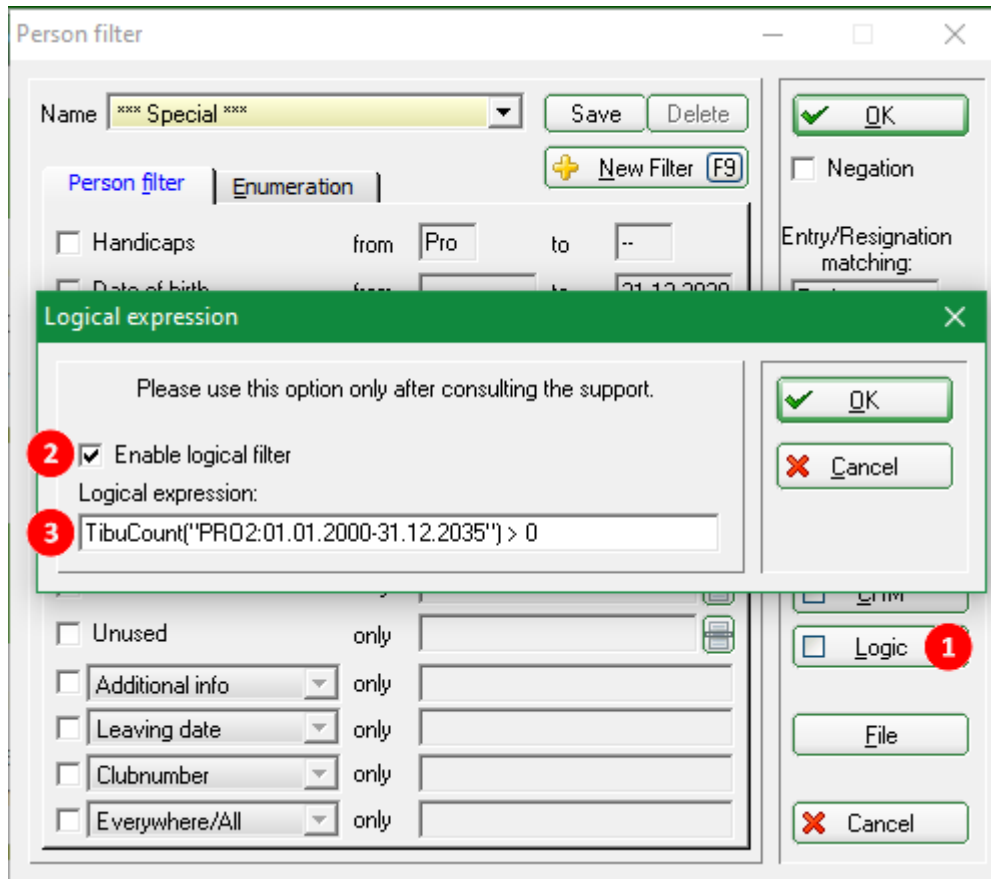 Person filter
Name *** Special *** Save Delete OK
New Filter F9 Negation
Person filter Enumeration
Handicaps from Pro to -- Entry/Resignation matching:
Date of birth from to 31.12.2020
Logical expression
Please use this option only after consulting the support.
OK
2 Enable logical filter
Cancel
Logical expression:
3 TibuCount("PRO2:01.01.2000-31.12.2035") > 0
CHM
Unused only
Logic 1
Additional info only
Leaving date only
File
Clubnumber only
Everywhere/All only
Cancel